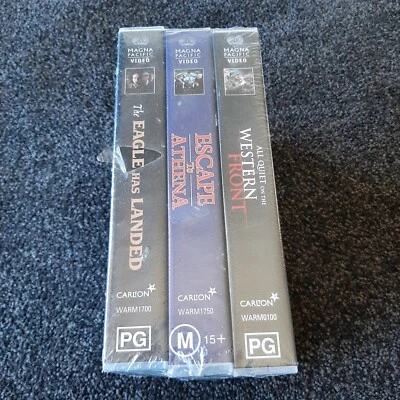 MAGNA
PACIFIC
VIDEO
The EAGLE HAS LANDED
CARLTON
WARM1700
PG
MAGNA
PACIFIC
VIDEO
ESCAPE
To
ATHENA
CARLTON
WARM1750
M 15+
MAGNA
PACIFIC
VIDEO
ALL QUIET ON THE
WESTERN
FRONT
CARLTON
WARM0100
PG